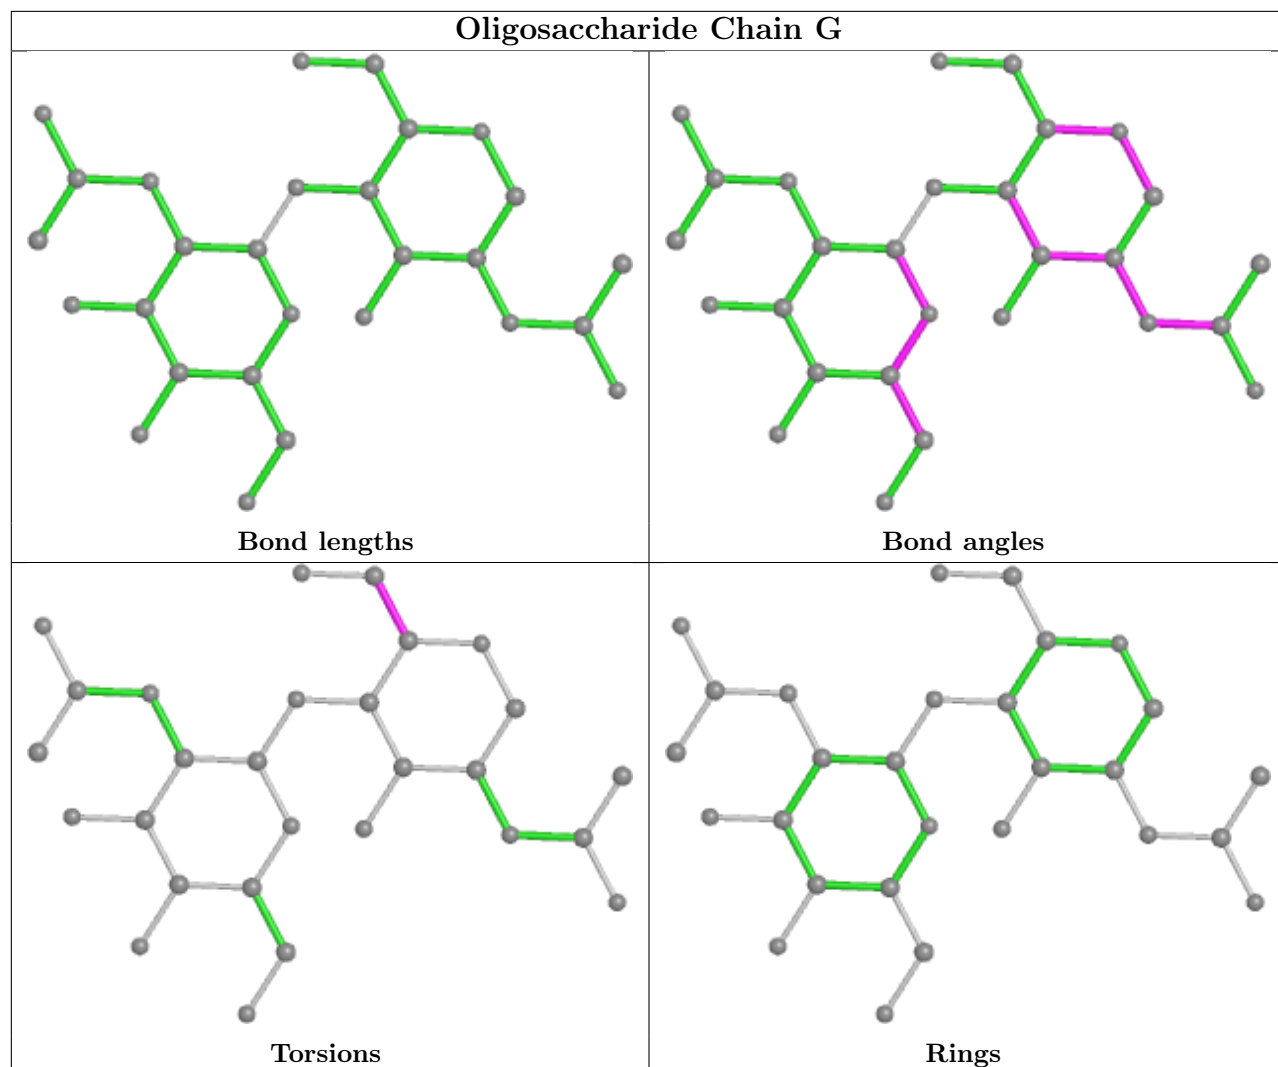 Oligosaccharide Chain G
Bond lengths
Bond angles
Torsions
Rings